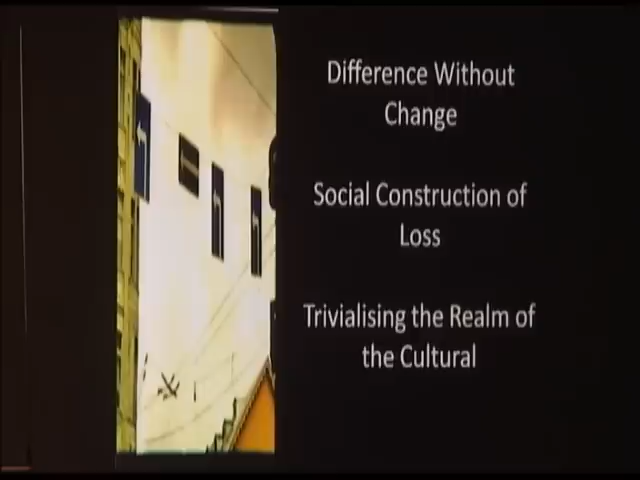 Difference Without
Change
Social Construction of
Loss
Trivialising the Realm of
the Cultural